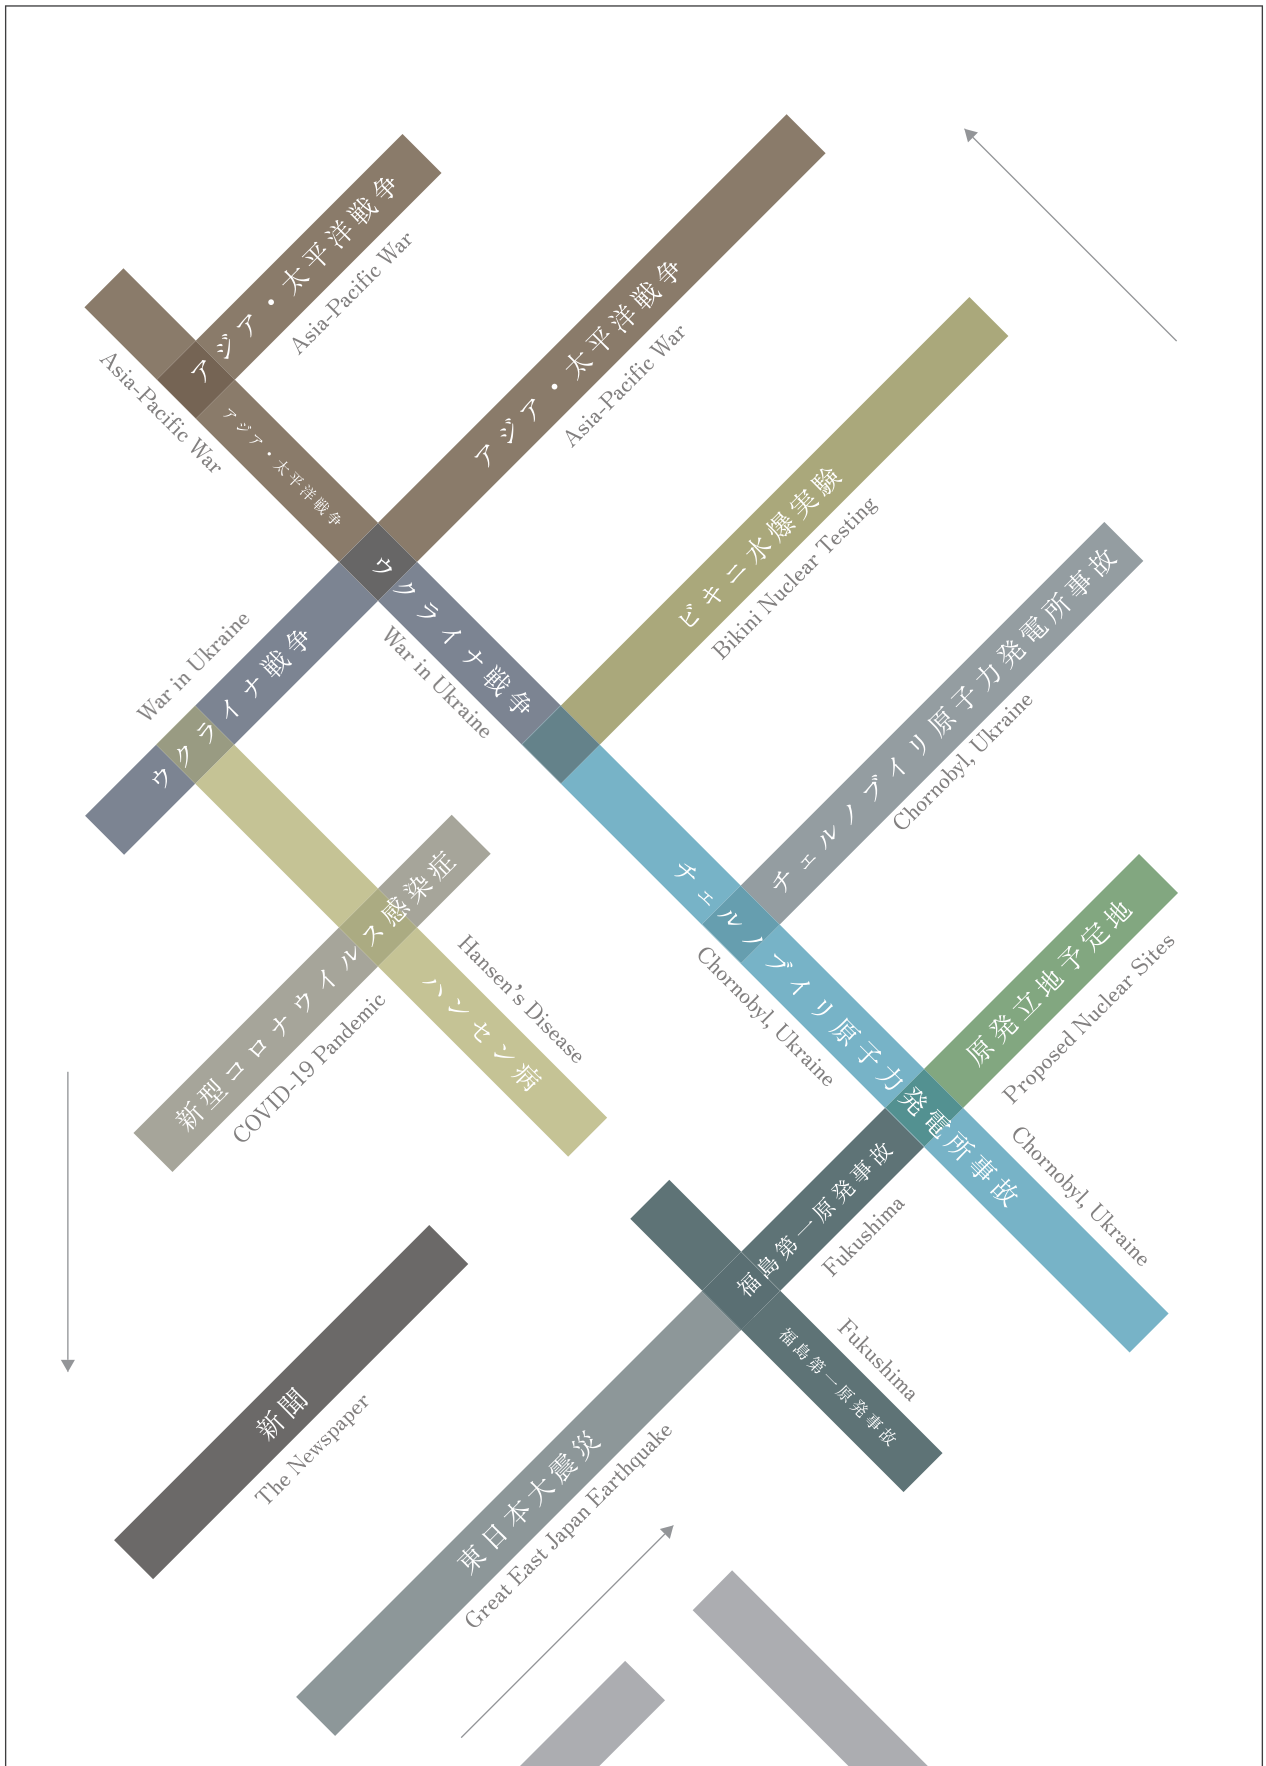 アジア・太平洋戦争
Asia-Pacific War
アジア・太平洋戦争
Asia-Pacific War
アジア・太平洋戦争
Asia-Pacific War
ビキニ水爆実験
Bikini Nuclear Testing
ウクライナ戦争
War in Ukraine
ウクライナ戦争
War in Ukraine
チェルノブイリ原子力発電所事故
Chornobyl, Ukraine
チェルノブイリ原子力発電所事故
Chornobyl, Ukraine
Chornobyl, Ukraine
新型コロナウイルス感染症
COVID-19 Pandemic
ハンセン病
Hansen's Disease
原発立地予定地
Proposed Nuclear Sites
福島第一原発事故
Fukushima
福島第一原発事故
Fukushima
新聞
The Newspaper
東日本大震災
Great East Japan Earthquake